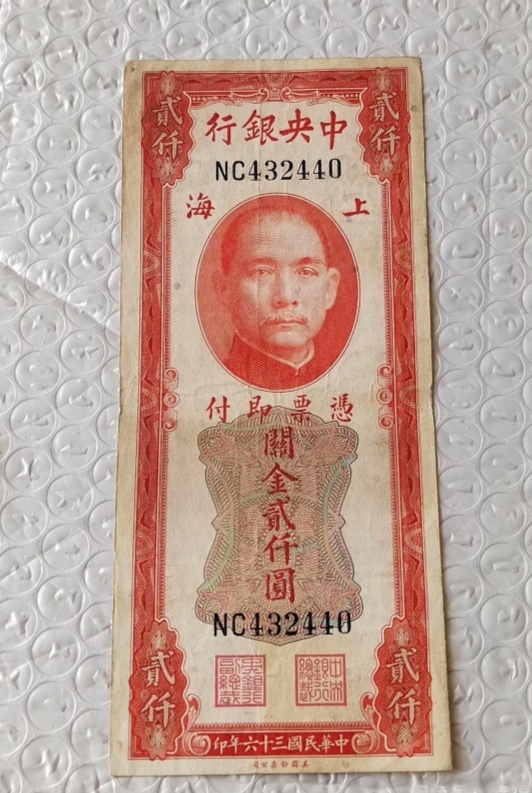 貳仟
貳仟
中央銀行
NC432440
上海
憑票即付
關金貳仟圓
NC432440
貳仟
貳仟
中華民國三十六年印